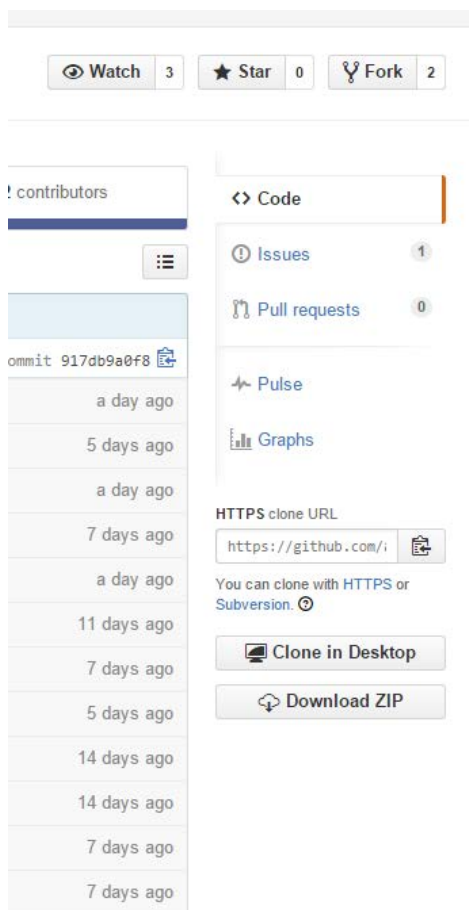 Watch 3 Star 0 Fork 2
contributors
Code
Issues 1
Pull requests 0
917db9a0f8
a day ago
Pulse
5 days ago
Graphs
a day ago
7 days ago
HTTPS clone URL
https://github.com/
a day ago
You can clone with HTTPS or
Subversion.
11 days ago
Clone in Desktop
7 days ago
Download ZIP
5 days ago
14 days ago
14 days ago
7 days ago
7 days ago